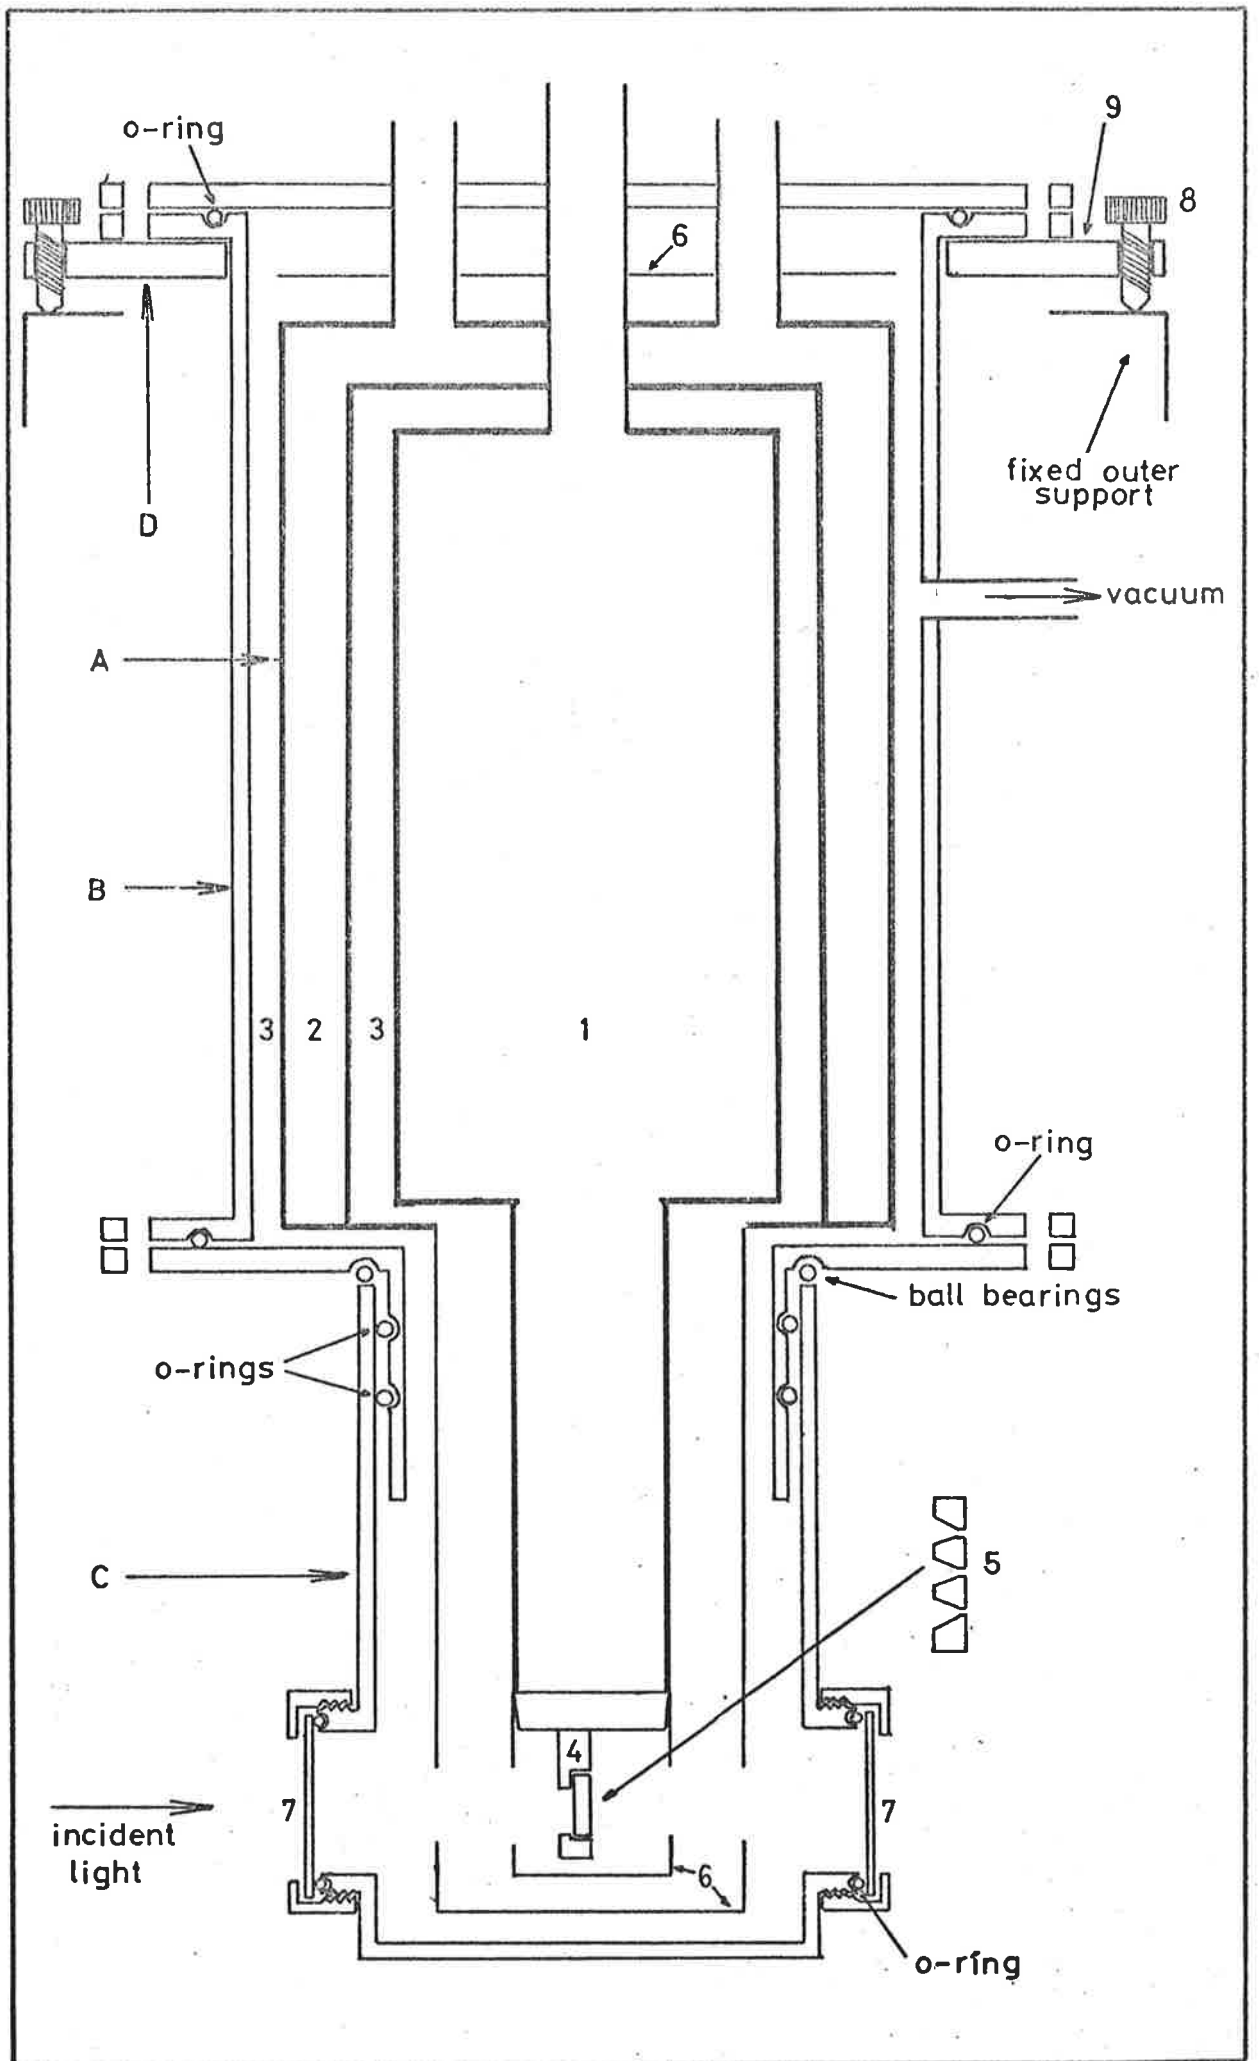 9
o-ring
8
6
fixed outer
support
D
vacuum
A
B
3
2
3
1
o-ring
ball bearings
o-rings
5
C
4
7
7
incident
light
6
o-ring